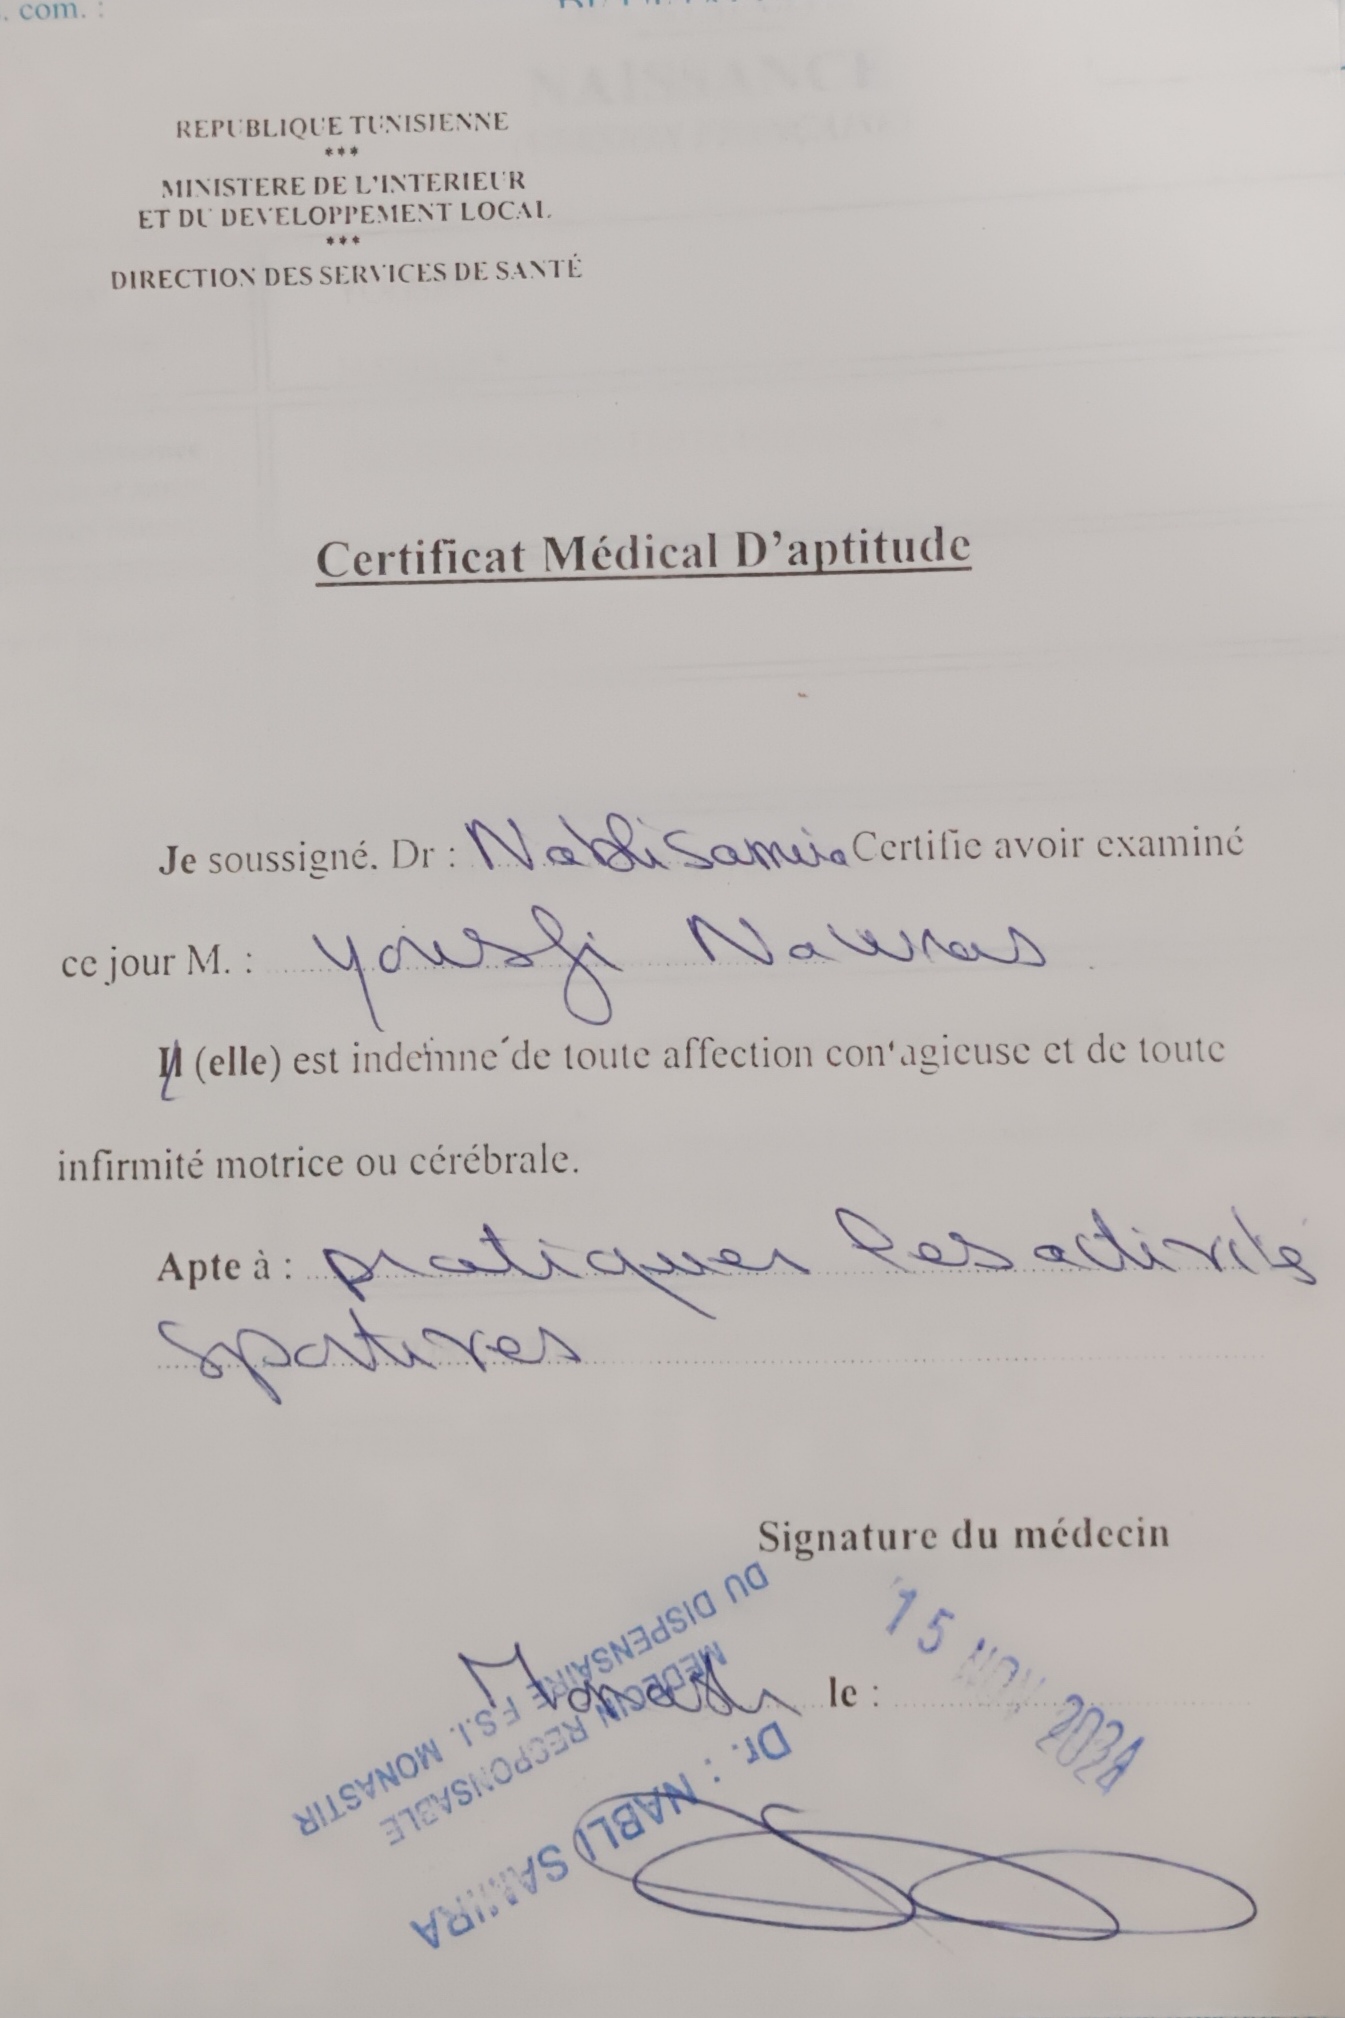 . com. :
NAISSANCE
REPUBLIQUE TUNISIENNE
***
MINISTERE DE L'INTERIEUR
ET DU DEVELOPPEMENT LOCAL
***
DIRECTION DES SERVICES DE SANTÉ
Certificat Médical D'aptitude
Je soussigné. Dr : Nabli Samira Certifie avoir examiné
ce jour M. : Yousfi Nawras
Il (elle) est indemne de toute affection contagieuse et de toute
infirmité motrice ou cérébrale.
Apte à : pratiquer les activités
sportives
Signature du médecin
Monastir le : 15 NOV 2024
Dr. : NABLI SAMIRA
MEDECIN RESPONSABLE
DU DISPENSAIRE F.S.I. MONASTIR